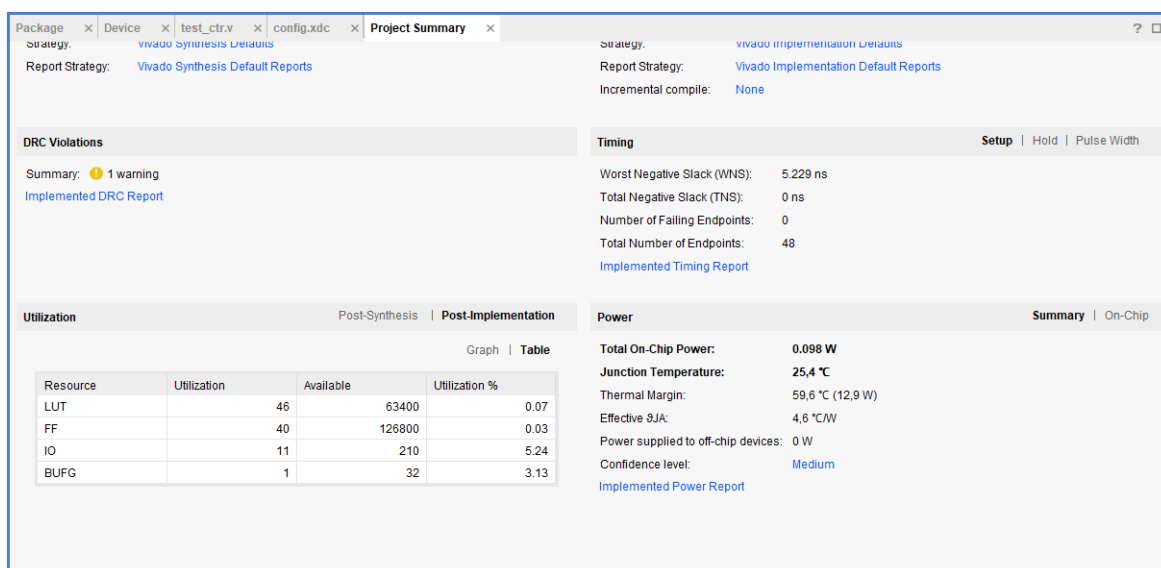 Package × Device × test_ctr.v × config.xdc × Project Summary × ?
Strategy: Vivado Synthesis Defaults
Report Strategy: Vivado Synthesis Default Reports
Strategy: Vivado Implementation Defaults
Report Strategy: Vivado Implementation Default Reports
Incremental compile: None
DRC Violations
Summary: 1 warning
Implemented DRC Report
Timing Setup | Hold | Pulse Width
Worst Negative Slack (WNS): 5.229 ns
Total Negative Slack (TNS): 0 ns
Number of Failing Endpoints: 0
Total Number of Endpoints: 48
Implemented Timing Report
Utilization Post-Synthesis | Post-Implementation
Graph | Table
Resource Utilization Available Utilization %
LUT 46 63400 0.07
FF 40 126800 0.03
IO 11 210 5.24
BUFG 1 32 3.13
Power Summary | On-Chip
Total On-Chip Power: 0.098 W
Junction Temperature: 25,4 °C
Thermal Margin: 59,6 °C (12,9 W)
Effective ϑJA: 4,6 °C/W
Power supplied to off-chip devices: 0 W
Confidence level: Medium
Implemented Power Report